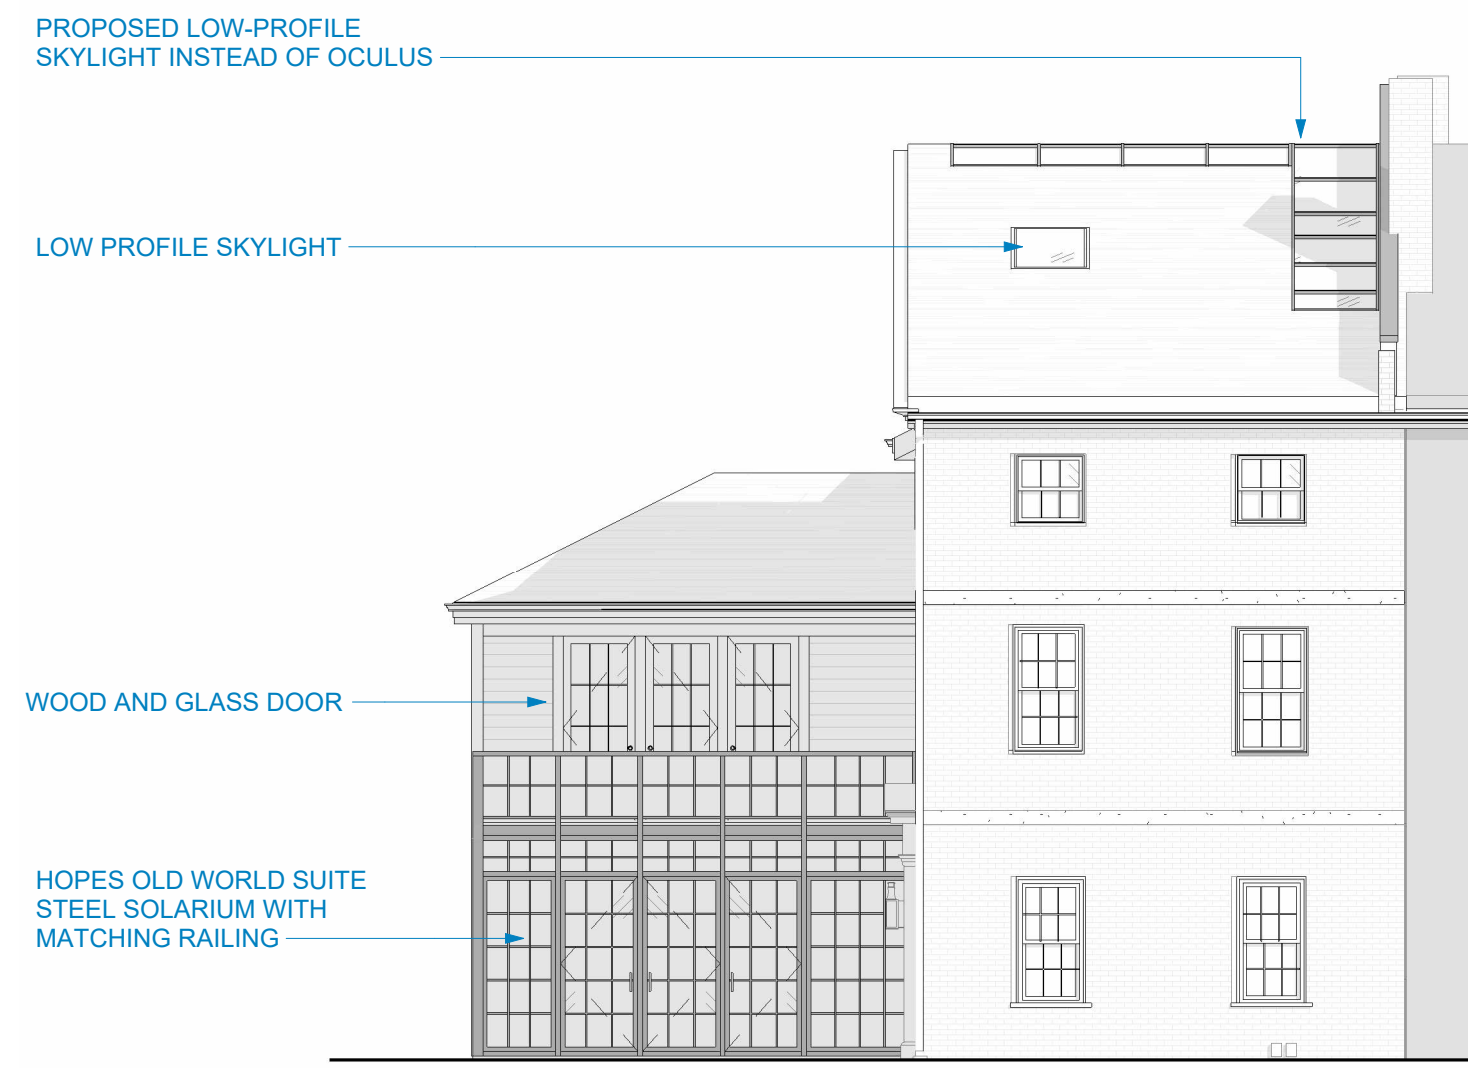 PROPOSED LOW-PROFILE
SKYLIGHT INSTEAD OF OCULUS
LOW PROFILE SKYLIGHT
WOOD AND GLASS DOOR
HOPES OLD WORLD SUITE
STEEL SOLARIUM WITH
MATCHING RAILING